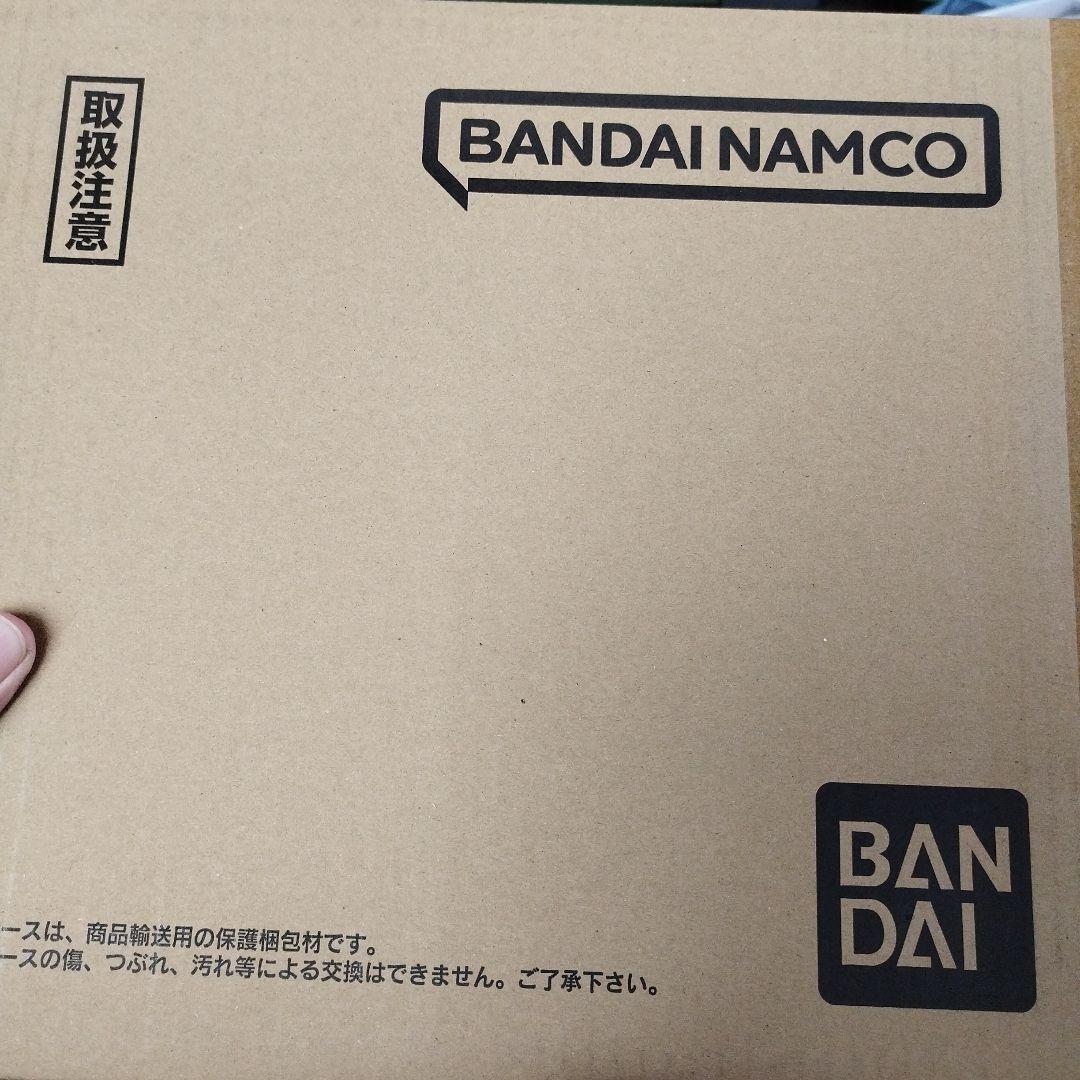 取扱注意
BANDAI NAMCO
ースは、商品輸送用の保護梱包材です。
ースの傷、つぶれ、汚れ等による交換はできません。ご了承下さい。
BAN
DAI